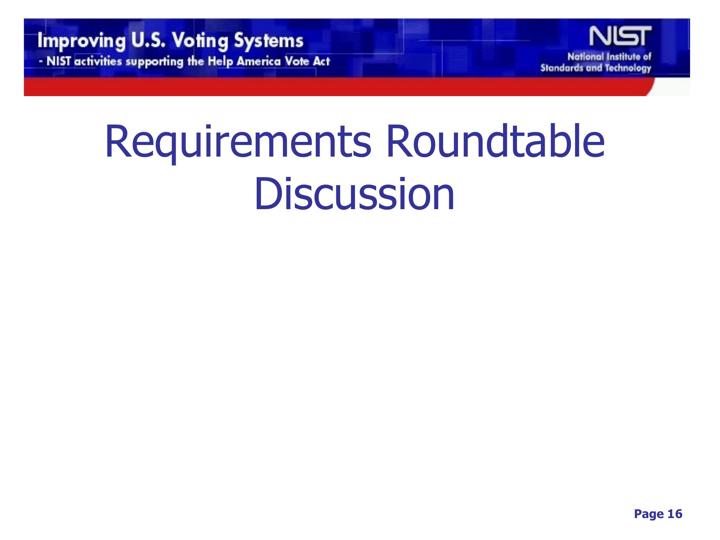 Improving U.S. Voting Systems
- NIST activities supporting the Help America Vote Act
NIST
National Institute of
Standards and Technology
Requirements Roundtable
Discussion
Page 16